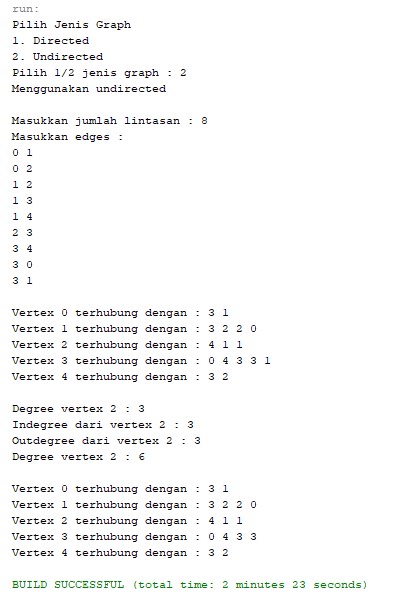 run:
Pilih Jenis Graph
1. Directed
2. Undirected
Pilih 1/2 jenis graph : 2
Menggunakan undirected
Masukkan jumlah lintasan : 8
Masukkan edges :
0 1
0 2
1 2
1 3
1 4
2 3
3 4
3 0
3 1
Vertex 0 terhubung dengan : 3 1
Vertex 1 terhubung dengan : 3 2 2 0
Vertex 2 terhubung dengan : 4 1 1
Vertex 3 terhubung dengan : 0 4 3 3 1
Vertex 4 terhubung dengan : 3 2
Degree vertex 2 : 3
Indegree dari vertex 2 : 3
Outdegree dari vertex 2 : 3
Degree vertex 2 : 6
Vertex 0 terhubung dengan : 3 1
Vertex 1 terhubung dengan : 3 2 2 0
Vertex 2 terhubung dengan : 4 1 1
Vertex 3 terhubung dengan : 0 4 3 3
Vertex 4 terhubung dengan : 3 2
BUILD SUCCESSFUL (total time: 2 minutes 23 seconds)